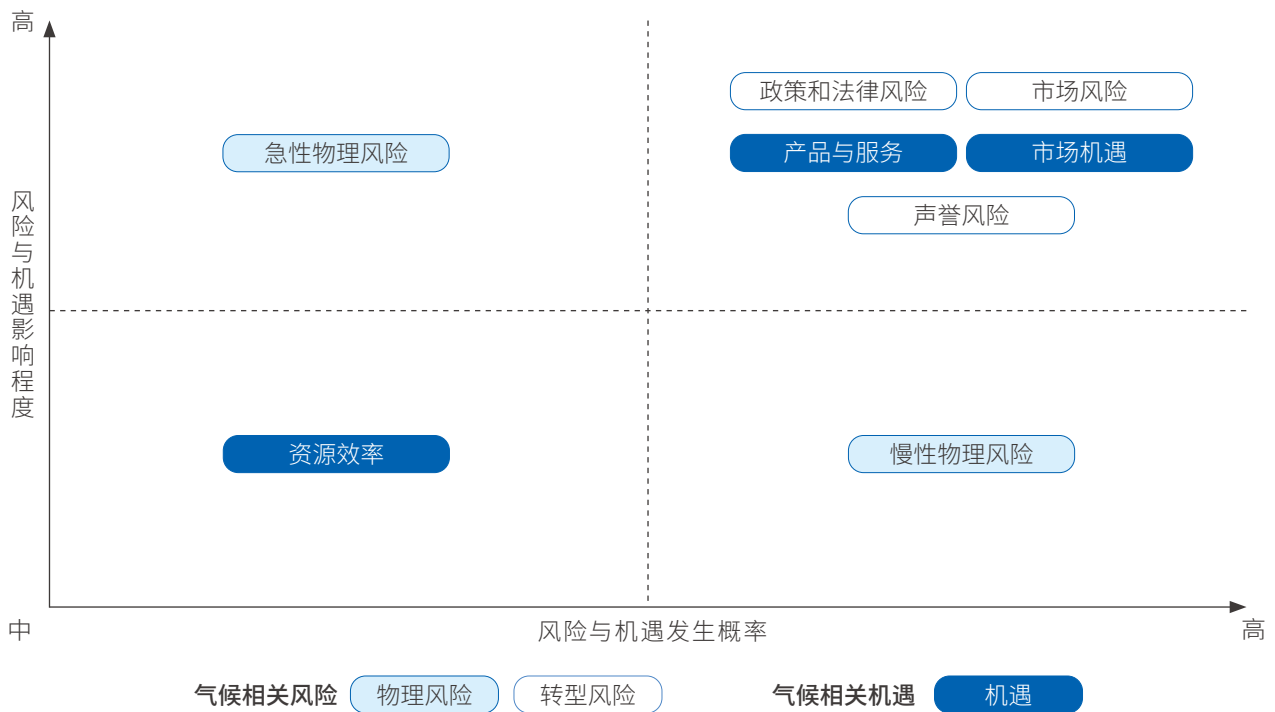 高
政策和法律风险 市场风险
急性物理风险 产品与服务 市场机遇
声誉风险
风险与机遇影响程度
资源效率 慢性物理风险
中 风险与机遇发生概率 高
气候相关风险 物理风险 转型风险 气候相关机遇 机遇